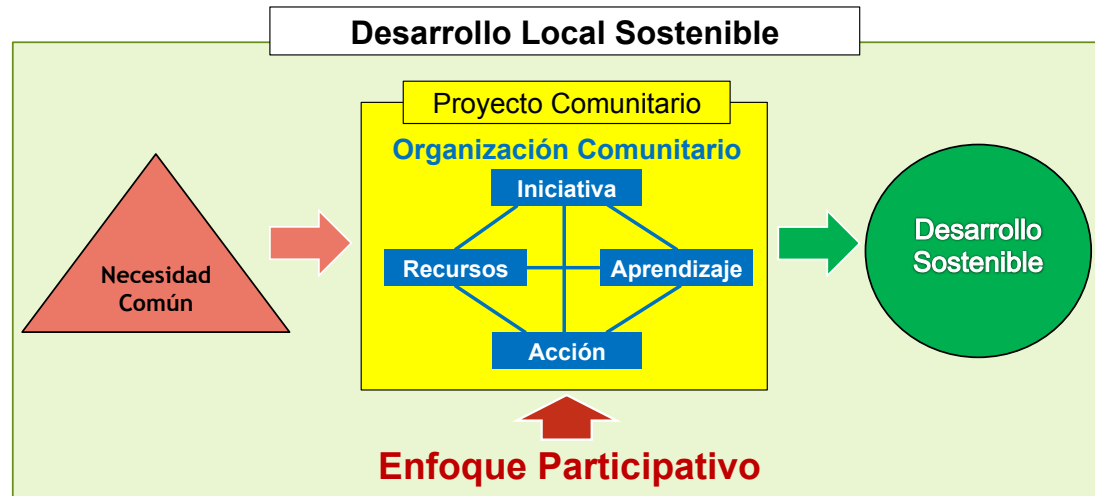 Desarrollo Local Sostenible
Proyecto Comunitario
Organización Comunitario
Iniciativa
Necesidad
Común
Recursos
Aprendizaje
Acción
Desarrollo
Sostenible
Enfoque Participativo